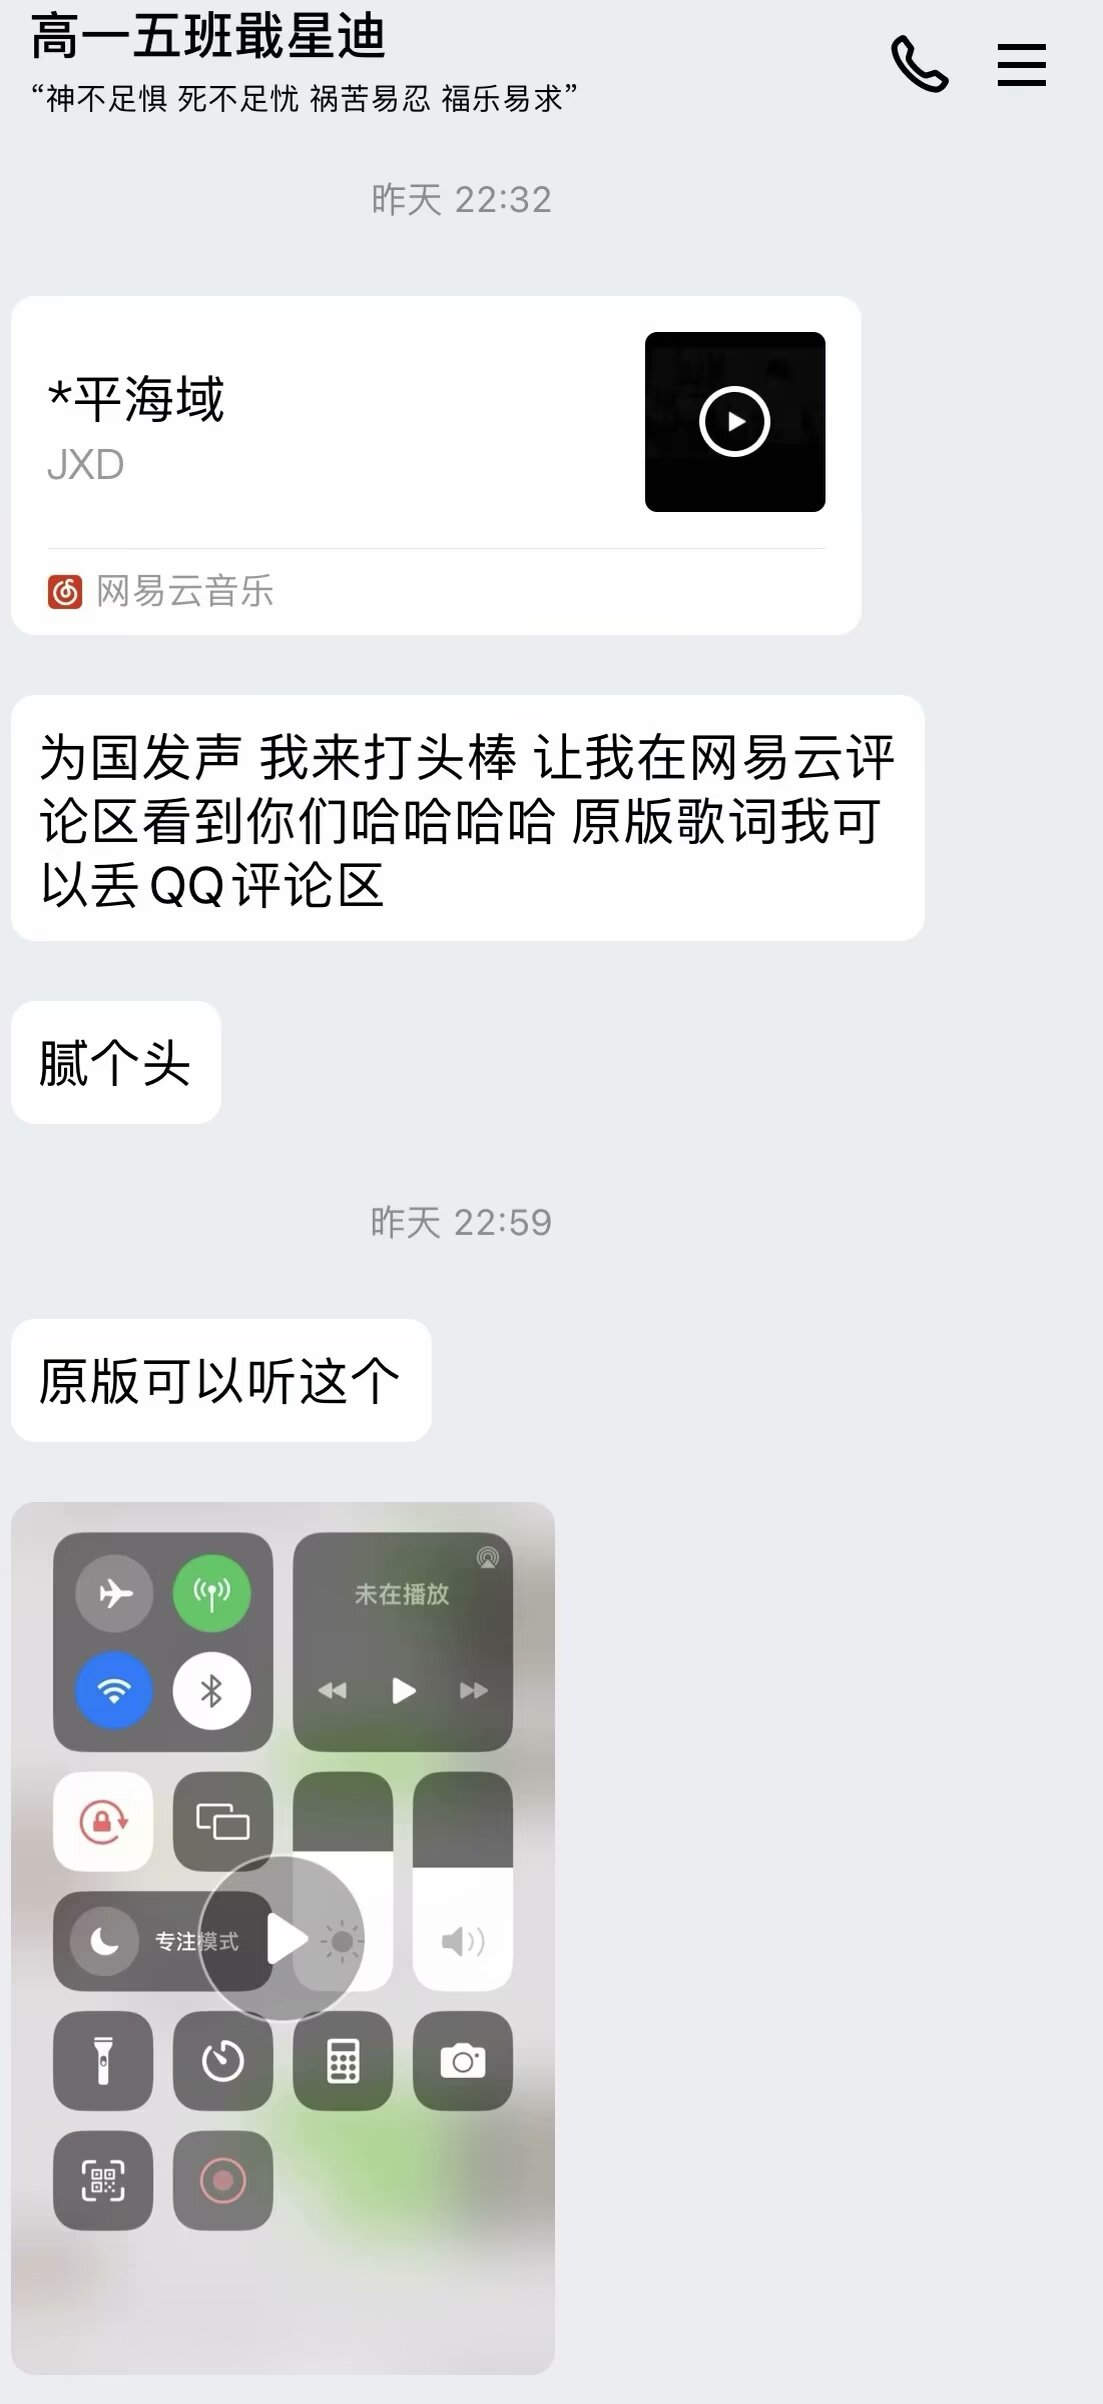 高一五班戢星迪
“神不足惧 死不足忧 祸苦易忍 福乐易求”
昨天 22:32
*平海域
JXD
网易云音乐
为国发声 我来打头棒 让我在网易云评
论区看到你们哈哈哈哈 原版歌词我可
以丢QQ评论区
腻个头
昨天 22:59
原版可以听这个
未在播放
专注模式